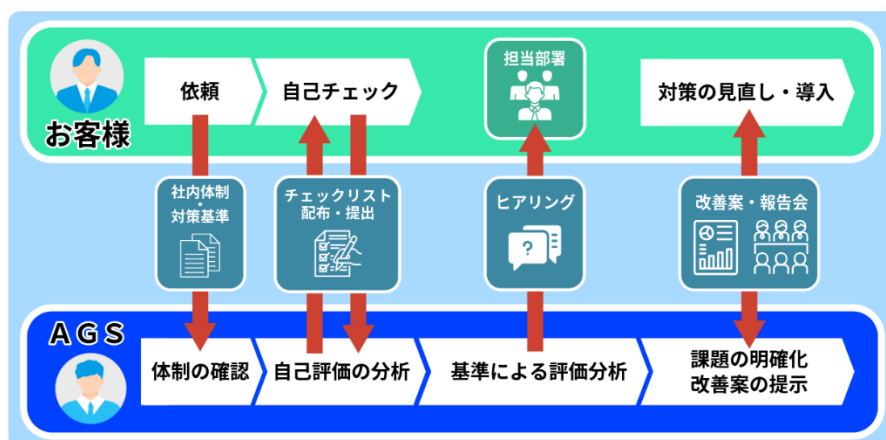 お客様
依頼
自己チェック
担当部署
対策の見直し・導入
社内体制
・
対策基準
チェックリスト
配布・提出
ヒアリング
?
改善案・報告会
AGS
体制の確認
自己評価の分析
基準による評価分析
課題の明確化
改善案の提示